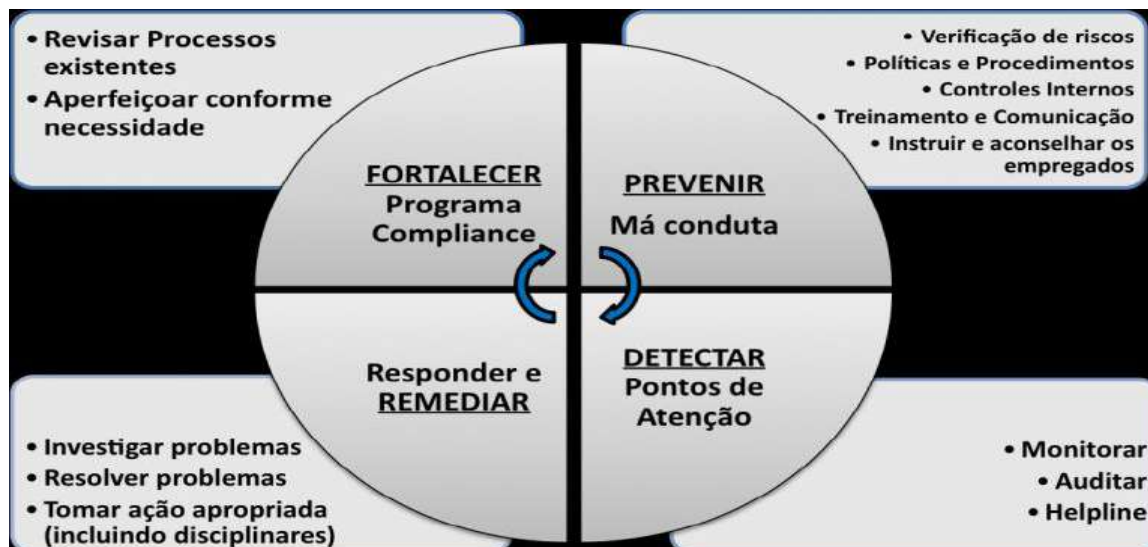 • Revisar Processos
existentes
• Aperfeiçoar conforme
necessidade
• Verificação de riscos
• Políticas e Procedimentos
• Controles Internos
• Treinamento e Comunicação
• Instruir e aconselhar os
empregados
FORTALECER
Programa
Compliance
PREVENIR
Má conduta
Responder e
REMEDIAR
DETECTAR
Pontos de
Atenção
• Investigar problemas
• Resolver problemas
• Tomar ação apropriada
(incluindo disciplinares)
• Monitorar
• Auditar
• Helpline